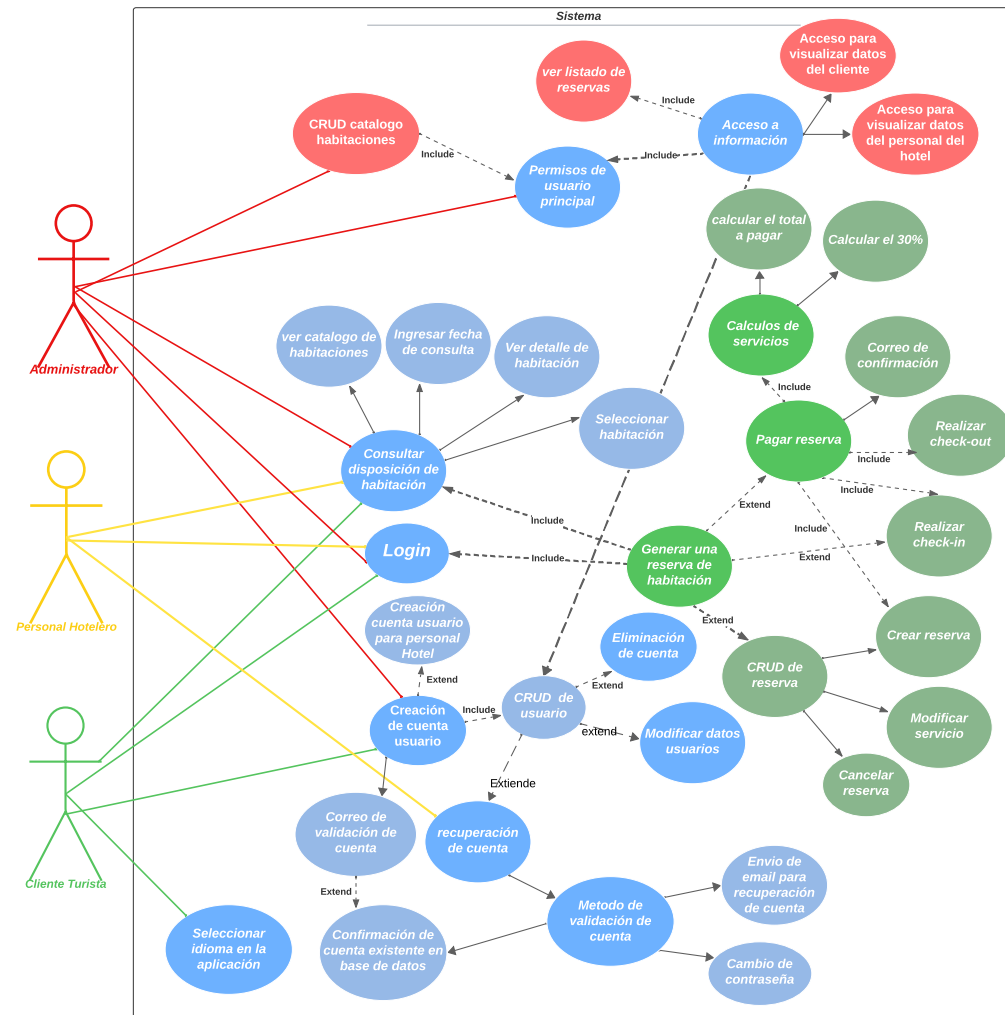 Sistema
Acceso para
visualizar datos
del cliente
ver listado de
reservas
Include
Acceso a
información
Acceso para
visualizar datos
del personal del
hotel
CRUD catalogo
habitaciones
Include
Include
Permisos de
usuario
principal
calcular el total
a pagar
Calcular el 30%
Administrador
ver catalogo de
habitaciones
Ingresar fecha
de consulta
Ver detalle de
habitación
Calculos de
servicios
Correo de
confirmación
Include
Seleccionar
habitación
Pagar reserva
Realizar
check-out
Include
Consultar
disposición de
habitación
Include
Extend
Include
Include
Realizar
check-in
Login
Include
Generar una
reserva de
habitación
Extend
Personal Hotelero
Creación
cuenta usuario
para personal
Hotel
Extend
Eliminación
de cuenta
Extend
Crear reserva
Extend
CRUD de
reserva
Creación
de cuenta
usuario
Include
CRUD  de
usuario
extend
Modificar datos
usuarios
Modificar
servicio
Cancelar
reserva
Extiende
Cliente Turista
Correo de
validación de
cuenta
recuperación
de cuenta
Extend
Envio de
email para
recuperación
de cuenta
Metodo de
validación de
cuenta
Seleccionar
idioma en la
aplicación
Confirmación de
cuenta existente en
base de datos
Cambio de
contraseña